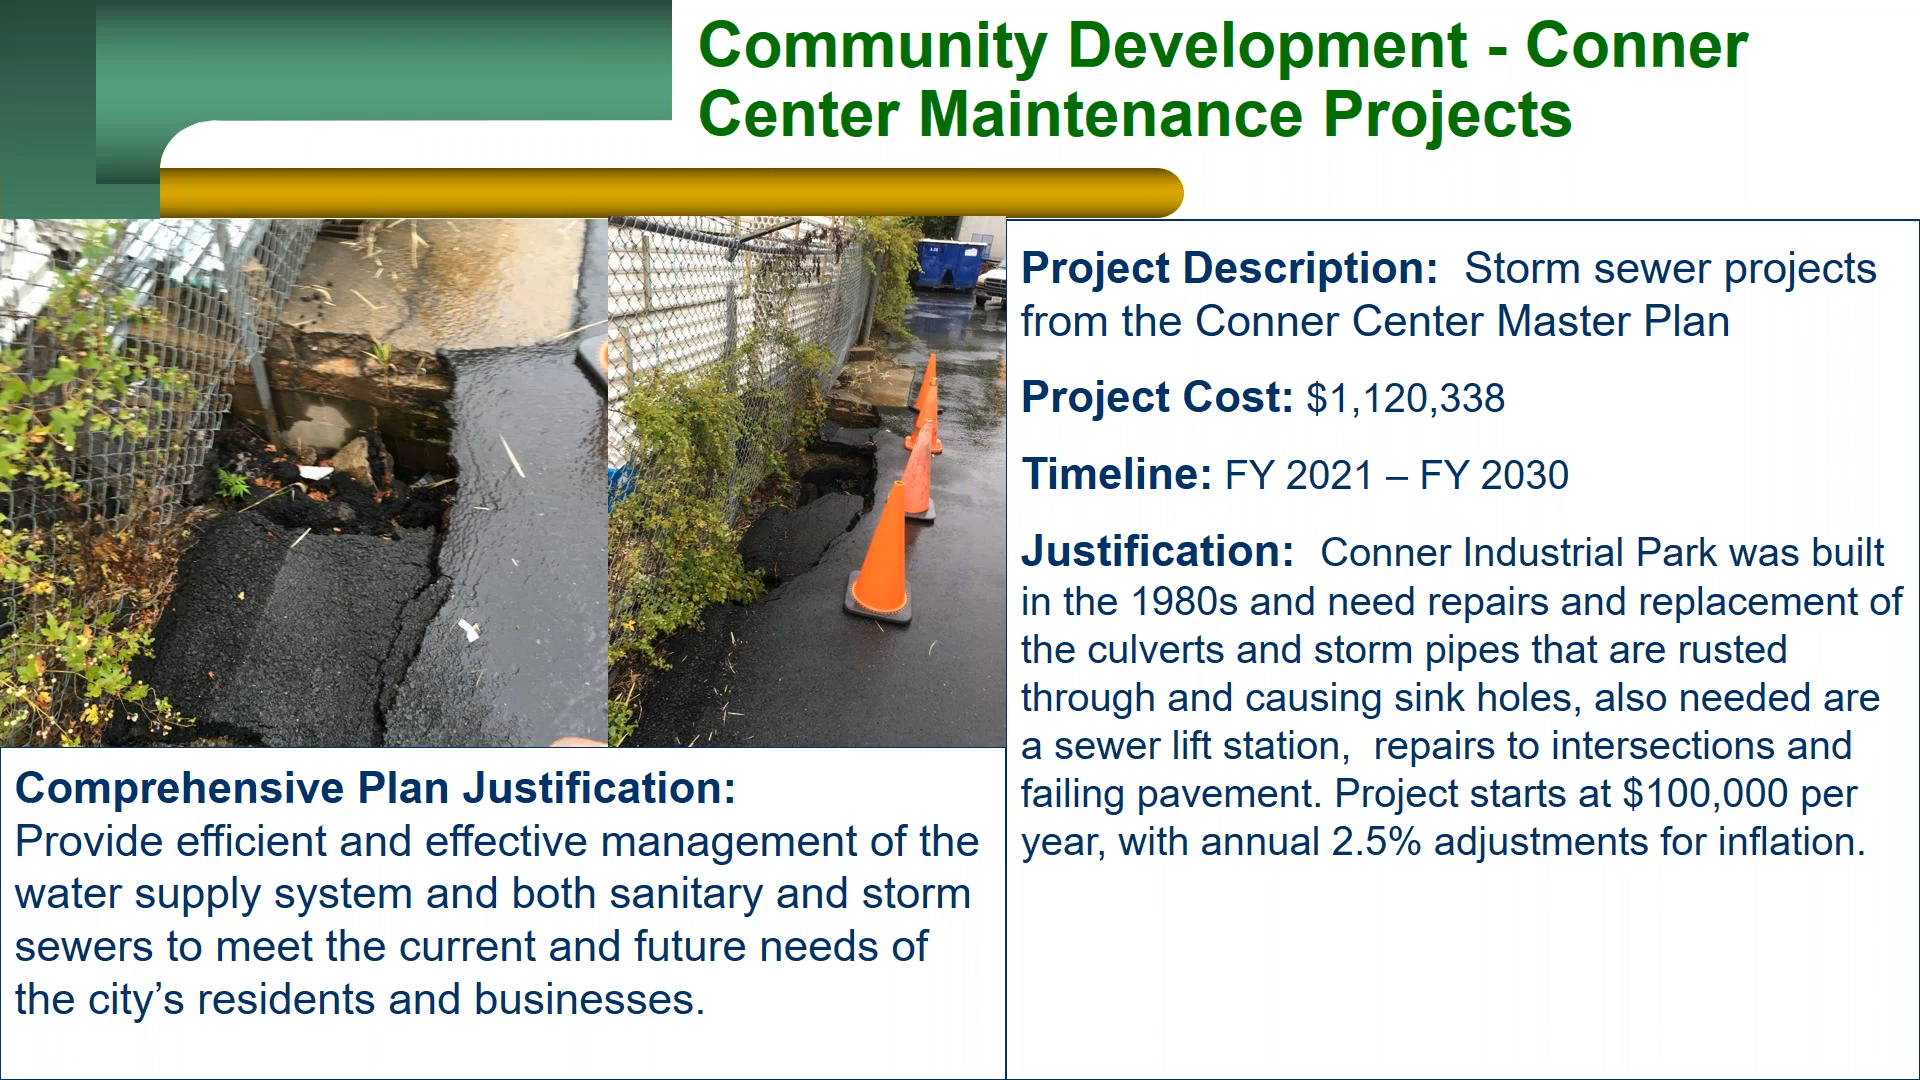 Community Development - Conner
Center Maintenance Projects
Project Description:  Storm sewer projects
from the Conner Center Master Plan
Project Cost: $1,120,338
Timeline: FY 2021 – FY 2030
Justification:  Conner Industrial Park was built
in the 1980s and need repairs and replacement of
the culverts and storm pipes that are rusted
through and causing sink holes, also needed are
a sewer lift station,  repairs to intersections and
failing pavement. Project starts at $100,000 per
year, with annual 2.5% adjustments for inflation.
Comprehensive Plan Justification:
Provide efficient and effective management of the
water supply system and both sanitary and storm
sewers to meet the current and future needs of
the city’s residents and businesses.